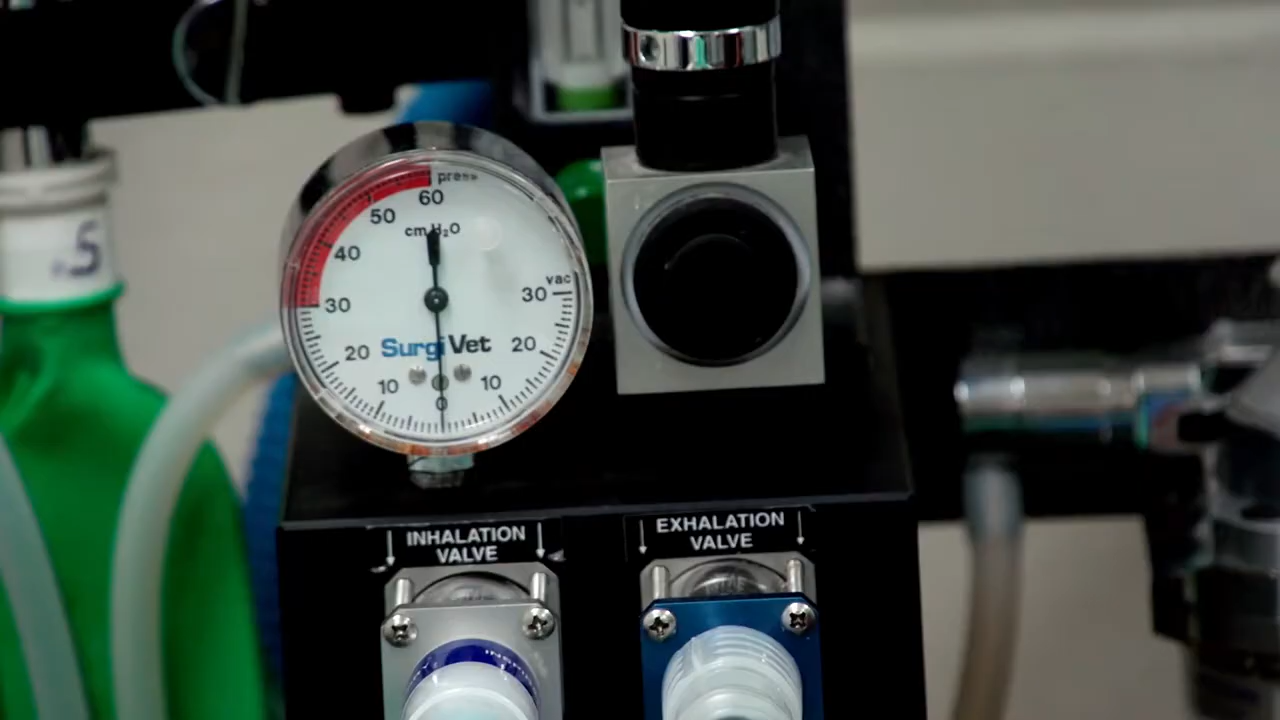 press
60
50
cm H₂O
40
vac
30
30
SurgiVet
20
20
10
10
0
INHALATION
VALVE
EXHALATION
VALVE
5